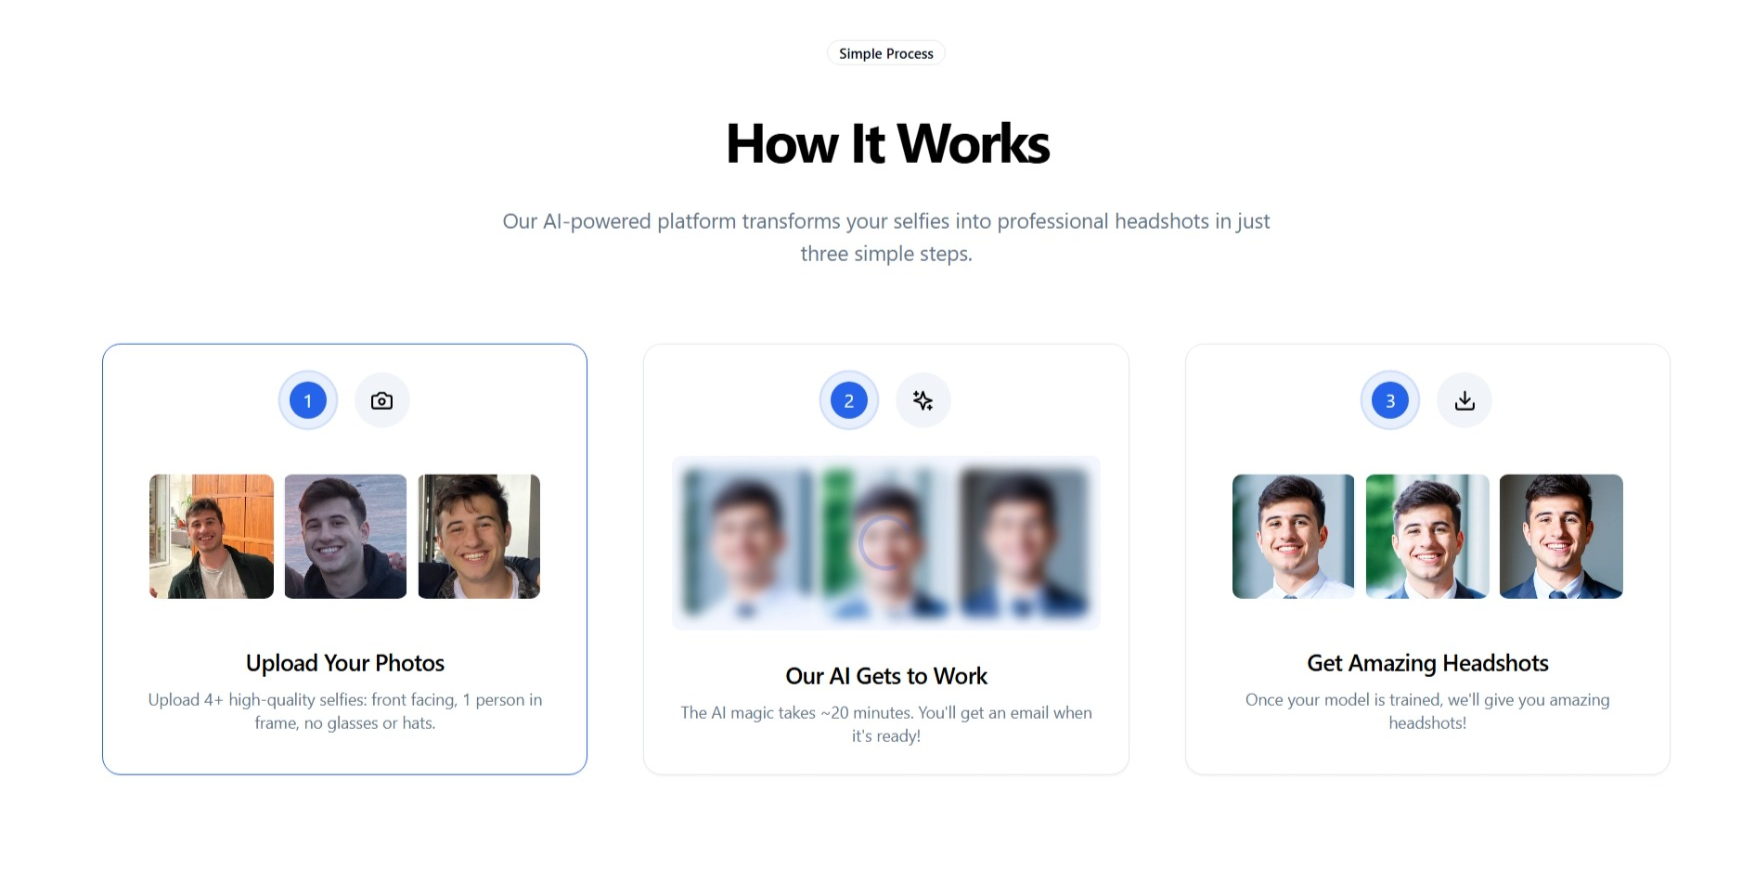 Simple Process
How It Works
Our AI-powered platform transforms your selfies into professional headshots in just
three simple steps.
1
Upload Your Photos
Upload 4+ high-quality selfies: front facing, 1 person in
frame, no glasses or hats.
2
Our AI Gets to Work
The AI magic takes ~20 minutes. You'll get an email when
it's ready!
3
Get Amazing Headshots
Once your model is trained, we'll give you amazing
headshots!